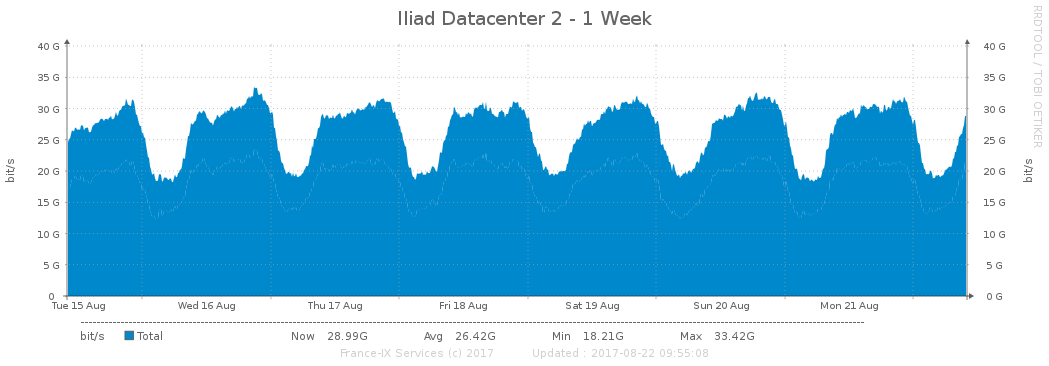 Iliad Datacenter 2 - 1 Week
RRDTOOL / TOBI OETIKER
40 G 40 G
35 G 35 G
30 G 30 G
25 G 25 G
20 G 20 G
15 G 15 G
10 G 10 G
5 G 5 G
0 0 G
bit/s bit/s
Tue 15 Aug Wed 16 Aug Thu 17 Aug Fri 18 Aug Sat 19 Aug Sun 20 Aug Mon 21 Aug
bit/s Total Now 28.99G Avg 26.42G Min 18.21G Max 33.42G
France-IX Services (c) 2017 Updated : 2017-08-22 09:55:08